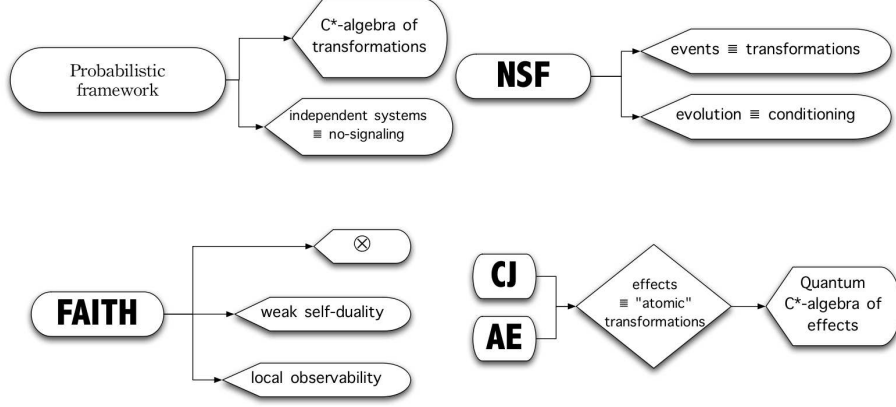 Probabilistic
framework
C*-algebra of
transformations
independent systems
≡ no-signaling
NSF
events ≡ transformations
evolution ≡ conditioning
FAITH
⊗
weak self-duality
local observability
CJ
AE
effects
≡ "atomic"
transformations
Quantum
C*-algebra of
effects